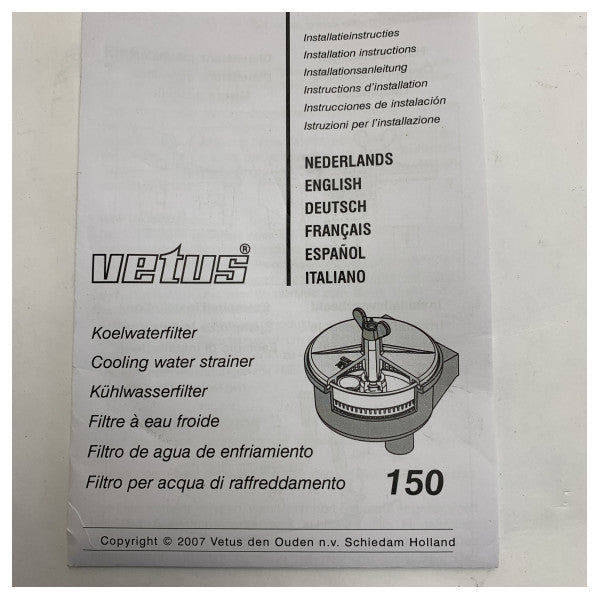 Installatieinstructies
Installation instructions
Installationsanleitung
Instructions d'installation
Instrucciones de instalación
Istruzioni per l'installazione
NEDERLANDS
ENGLISH
DEUTSCH
FRANÇAIS
ESPAÑOL
ITALIANO
vetus®
Koelwaterfilter
Cooling water strainer
Kühlwasserfilter
Filtre à eau froide
Filtro de agua de enfriamiento
Filtro per acqua di raffreddamento
150
Copyright © 2007 Vetus den Ouden n.v. Schiedam Holland